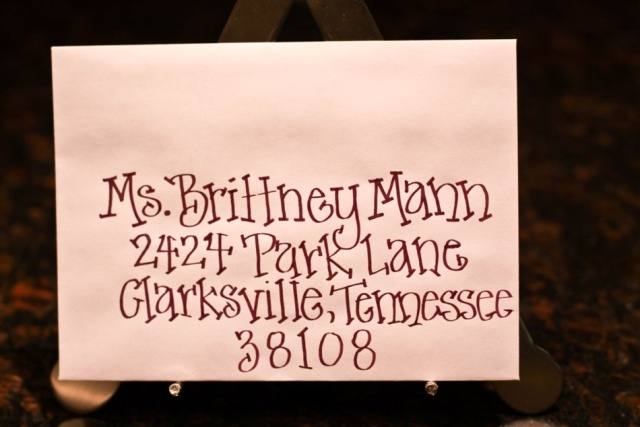 Ms. Brittney Mann
2424 Park Lane
Clarksville, Tennessee
38108